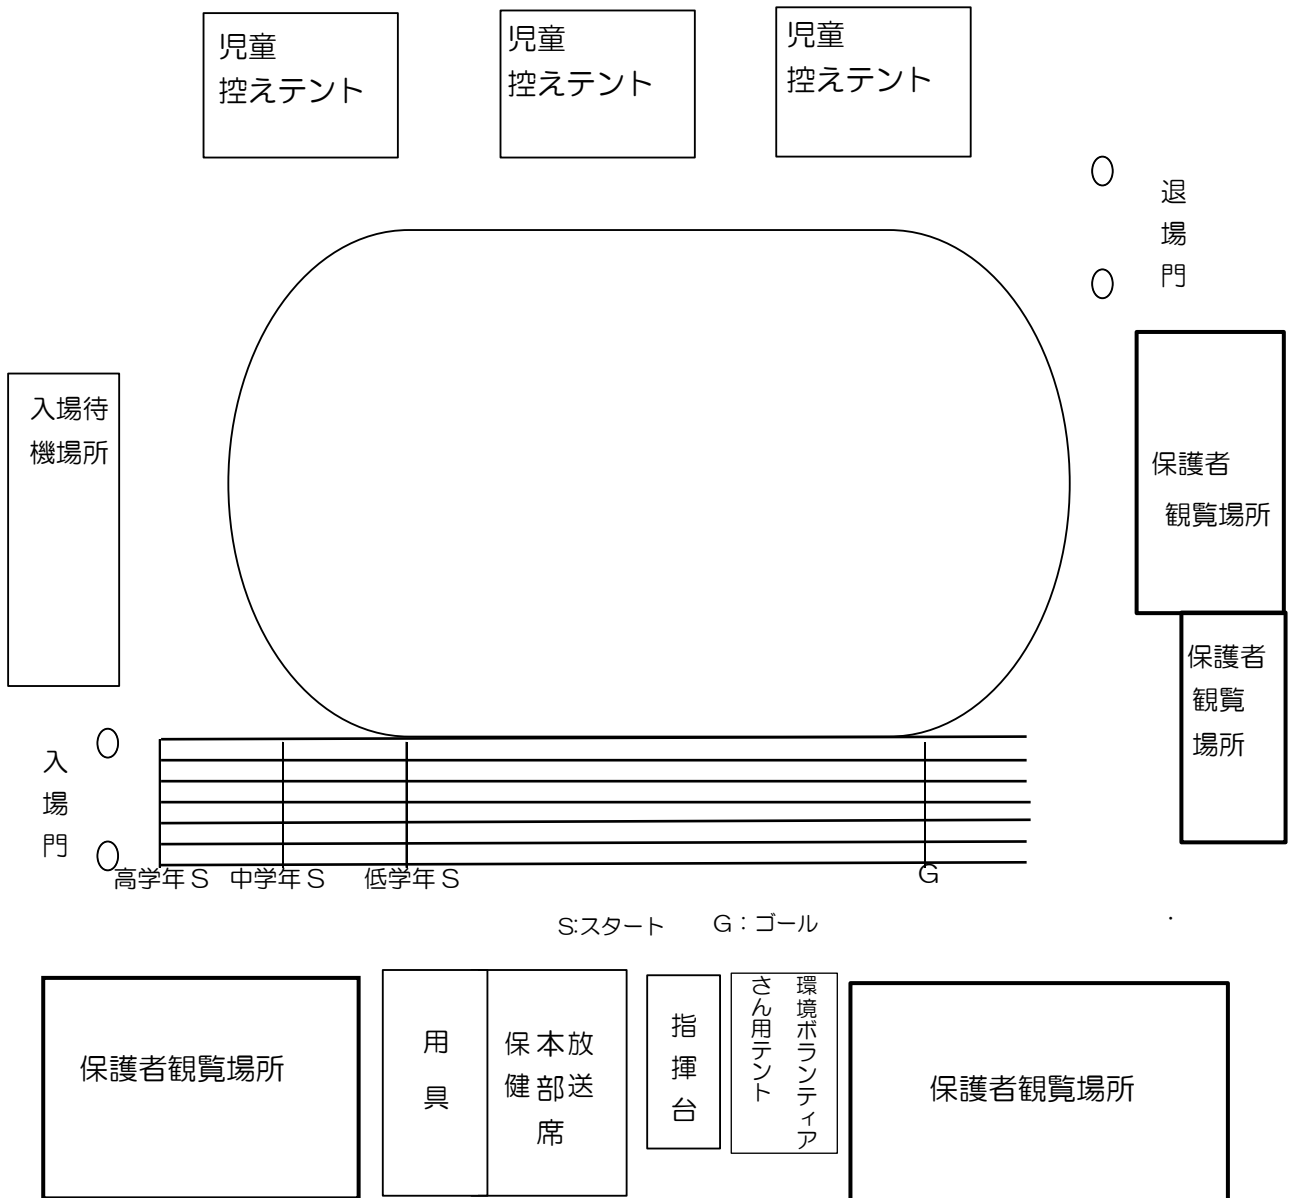 児童
控えテント
児童
控えテント
児童
控えテント
退場門
入場待
機場所
保護者
観覧場所
保護者
観覧
場所
入場門
高学年S
中学年S
低学年S
G
S:スタート
G：ゴール
保護者観覧場所
用具
放送
本部席
保健
指揮台
環境ボランティア
さん用テント
保護者観覧場所